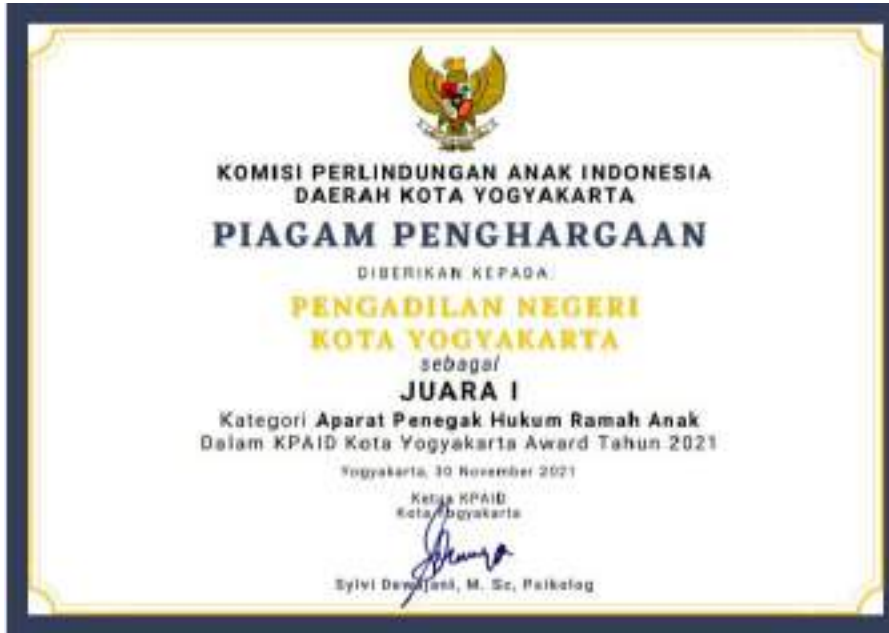 KOMISI PERLINDUNGAN ANAK INDONESIA
DAERAH KOTA YOGYAKARTA
PIAGAM PENGHARGAAN
DIBERIKAN KEPADA:
PENGADILAN NEGERI
KOTA YOGYAKARTA
sebagai
JUARA I
Kategori Aparat Penegak Hukum Ramah Anak
Dalam KPAID Kota Yogyakarta Award Tahun 2021
Yogyakarta, 30 November 2021
Ketua KPAID
Kota Yogyakarta
Sylvi Dewajani, M. Sc, Psikolog